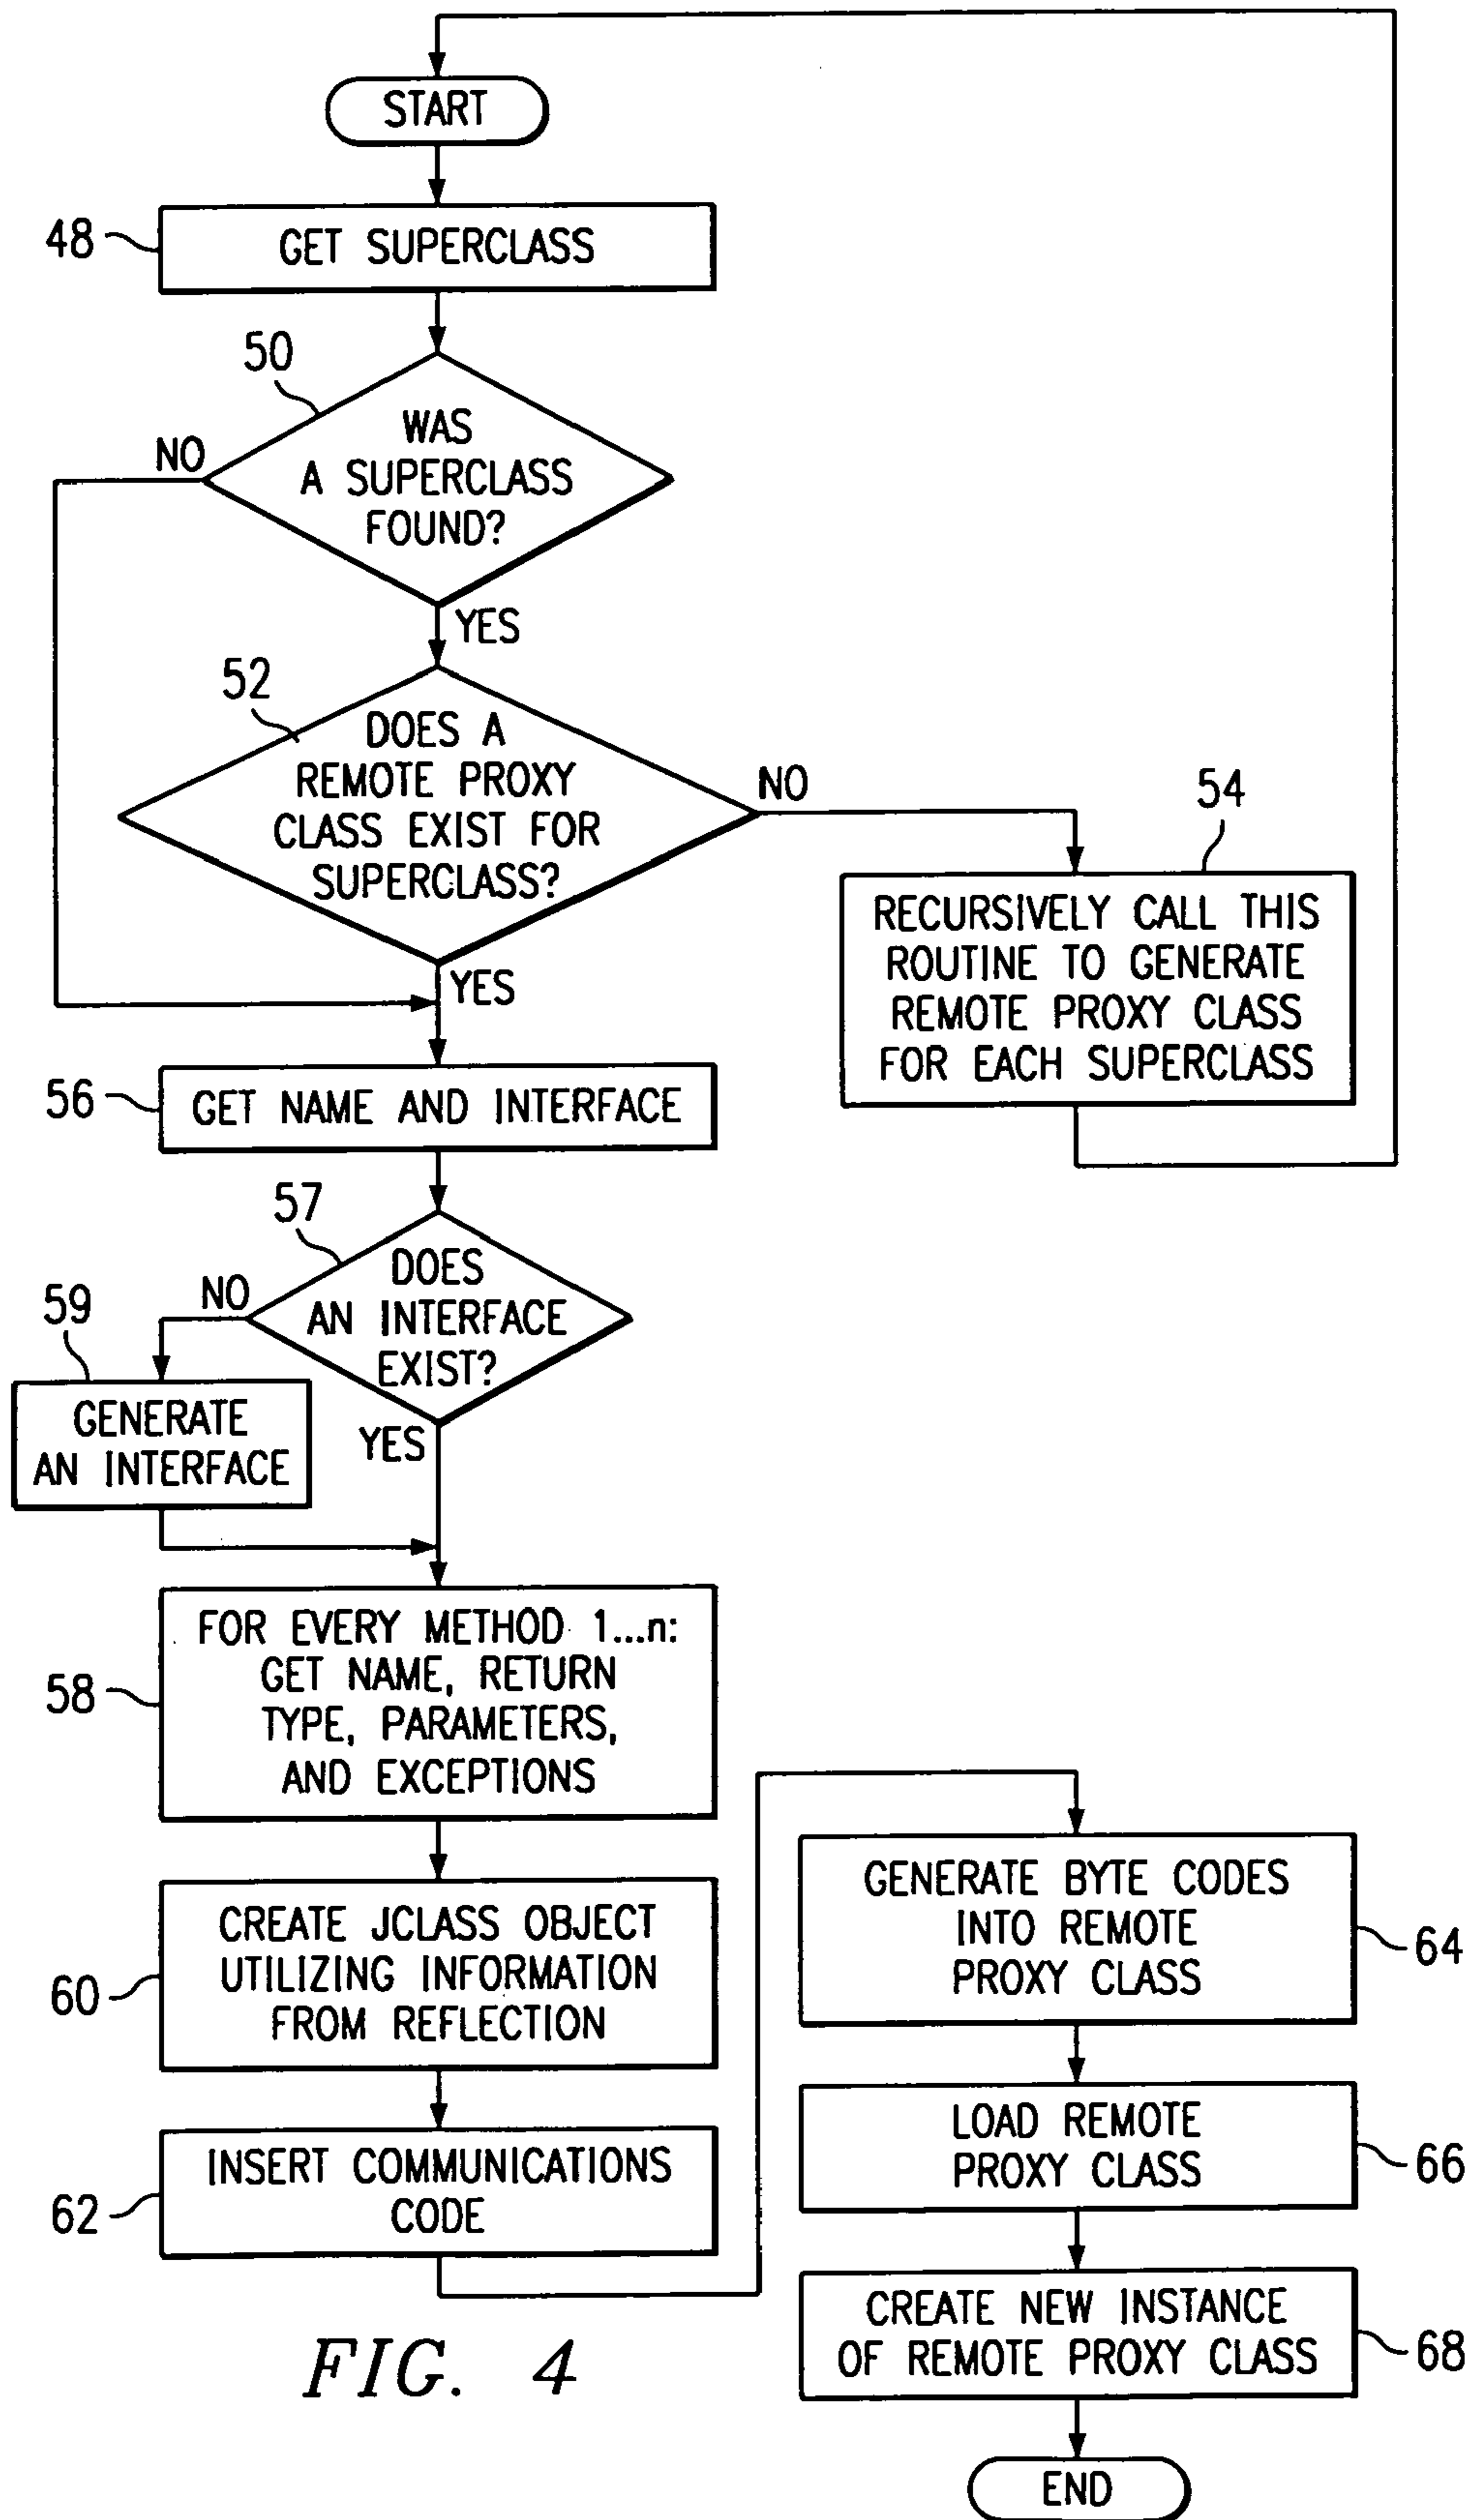 START
48
GET SUPERCLASS
50
WAS
A SUPERCLASS
FOUND?
NO
YES
52
DOES A
REMOTE PROXY
CLASS EXIST FOR
SUPERCLASS?
NO
YES
54
RECURSIVELY CALL THIS
ROUTINE TO GENERATE
REMOTE PROXY CLASS
FOR EACH SUPERCLASS
56
GET NAME AND INTERFACE
57
DOES
AN INTERFACE
EXIST?
NO
YES
59
GENERATE
AN INTERFACE
58
FOR EVERY METHOD 1...n:
GET NAME, RETURN
TYPE, PARAMETERS,
AND EXCEPTIONS
60
CREATE JCLASS OBJECT
UTILIZING INFORMATION
FROM REFLECTION
62
INSERT COMMUNICATIONS
CODE
GENERATE BYTE CODES
INTO REMOTE
PROXY CLASS
64
LOAD REMOTE
PROXY CLASS
66
CREATE NEW INSTANCE
OF REMOTE PROXY CLASS
68
END
FIG. 4